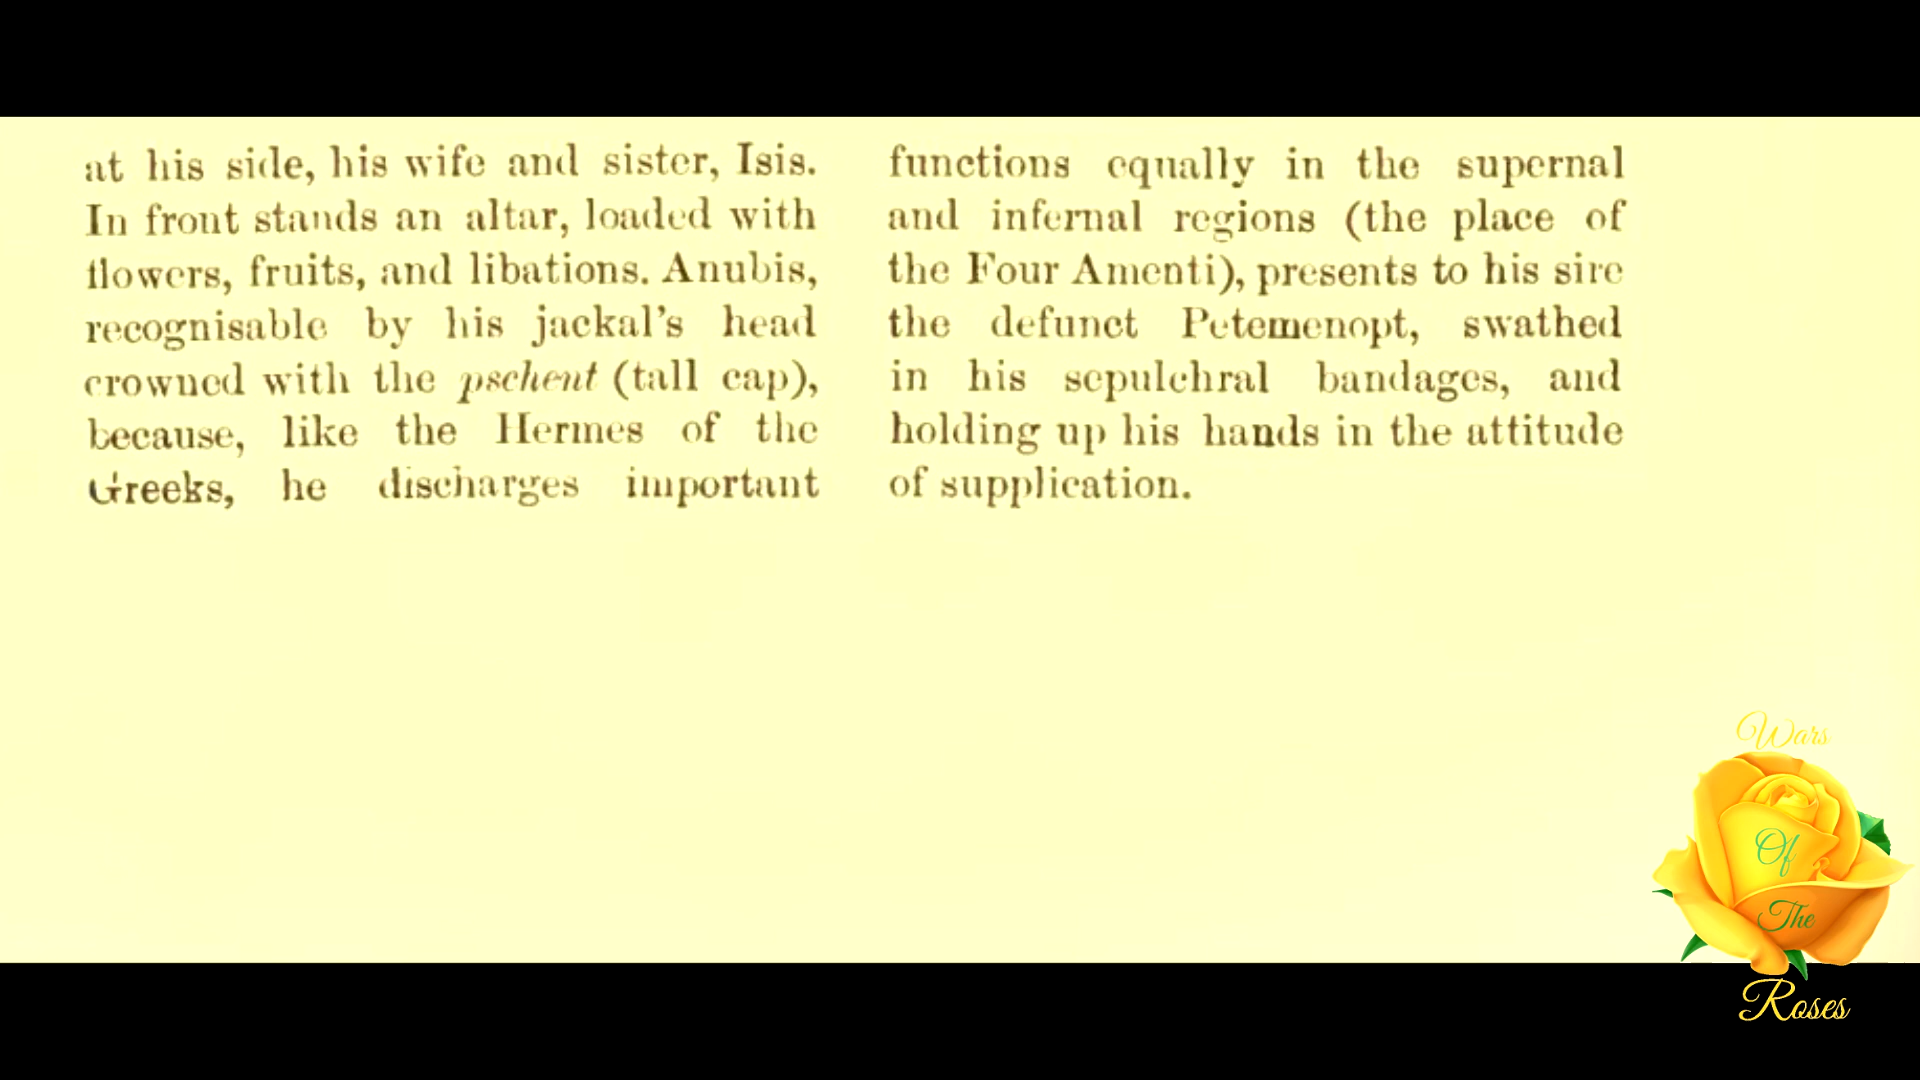 at his side, his wife and sister, Isis.
In front stands an altar, loaded with
flowers, fruits, and libations. Anubis,
recognisable by his jackal's head
crowned with the pschent (tall cap),
because, like the Hermes of the
Greeks, he discharges important
functions equally in the supernal
and infernal regions (the place of
the Four Amenti), presents to his sire
the defunct Petemenopt, swathed
in his sepulchral bandages, and
holding up his hands in the attitude
of supplication.
Wars
Of
The
Roses